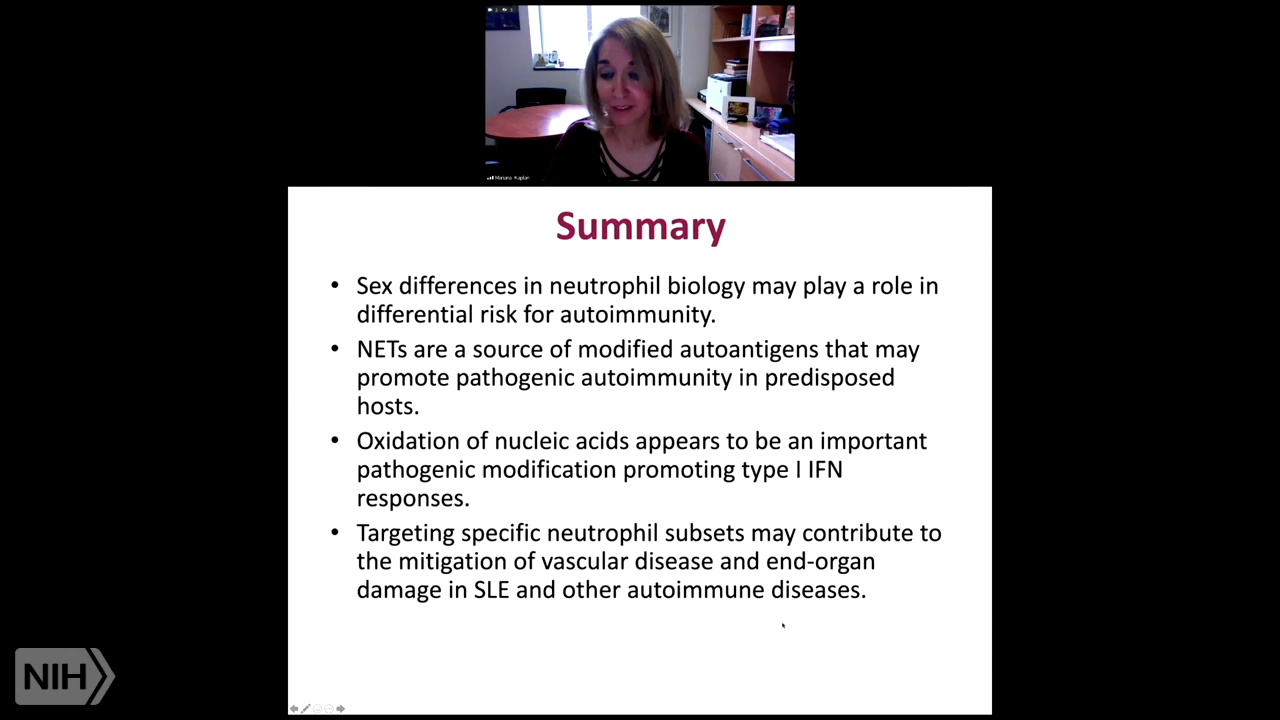 Mariana Kaplan
Summary
• Sex differences in neutrophil biology may play a role in
differential risk for autoimmunity.
• NETs are a source of modified autoantigens that may
promote pathogenic autoimmunity in predisposed
hosts.
• Oxidation of nucleic acids appears to be an important
pathogenic modification promoting type I IFN
responses.
• Targeting specific neutrophil subsets may contribute to
the mitigation of vascular disease and end-organ
damage in SLE and other autoimmune diseases.
NIH